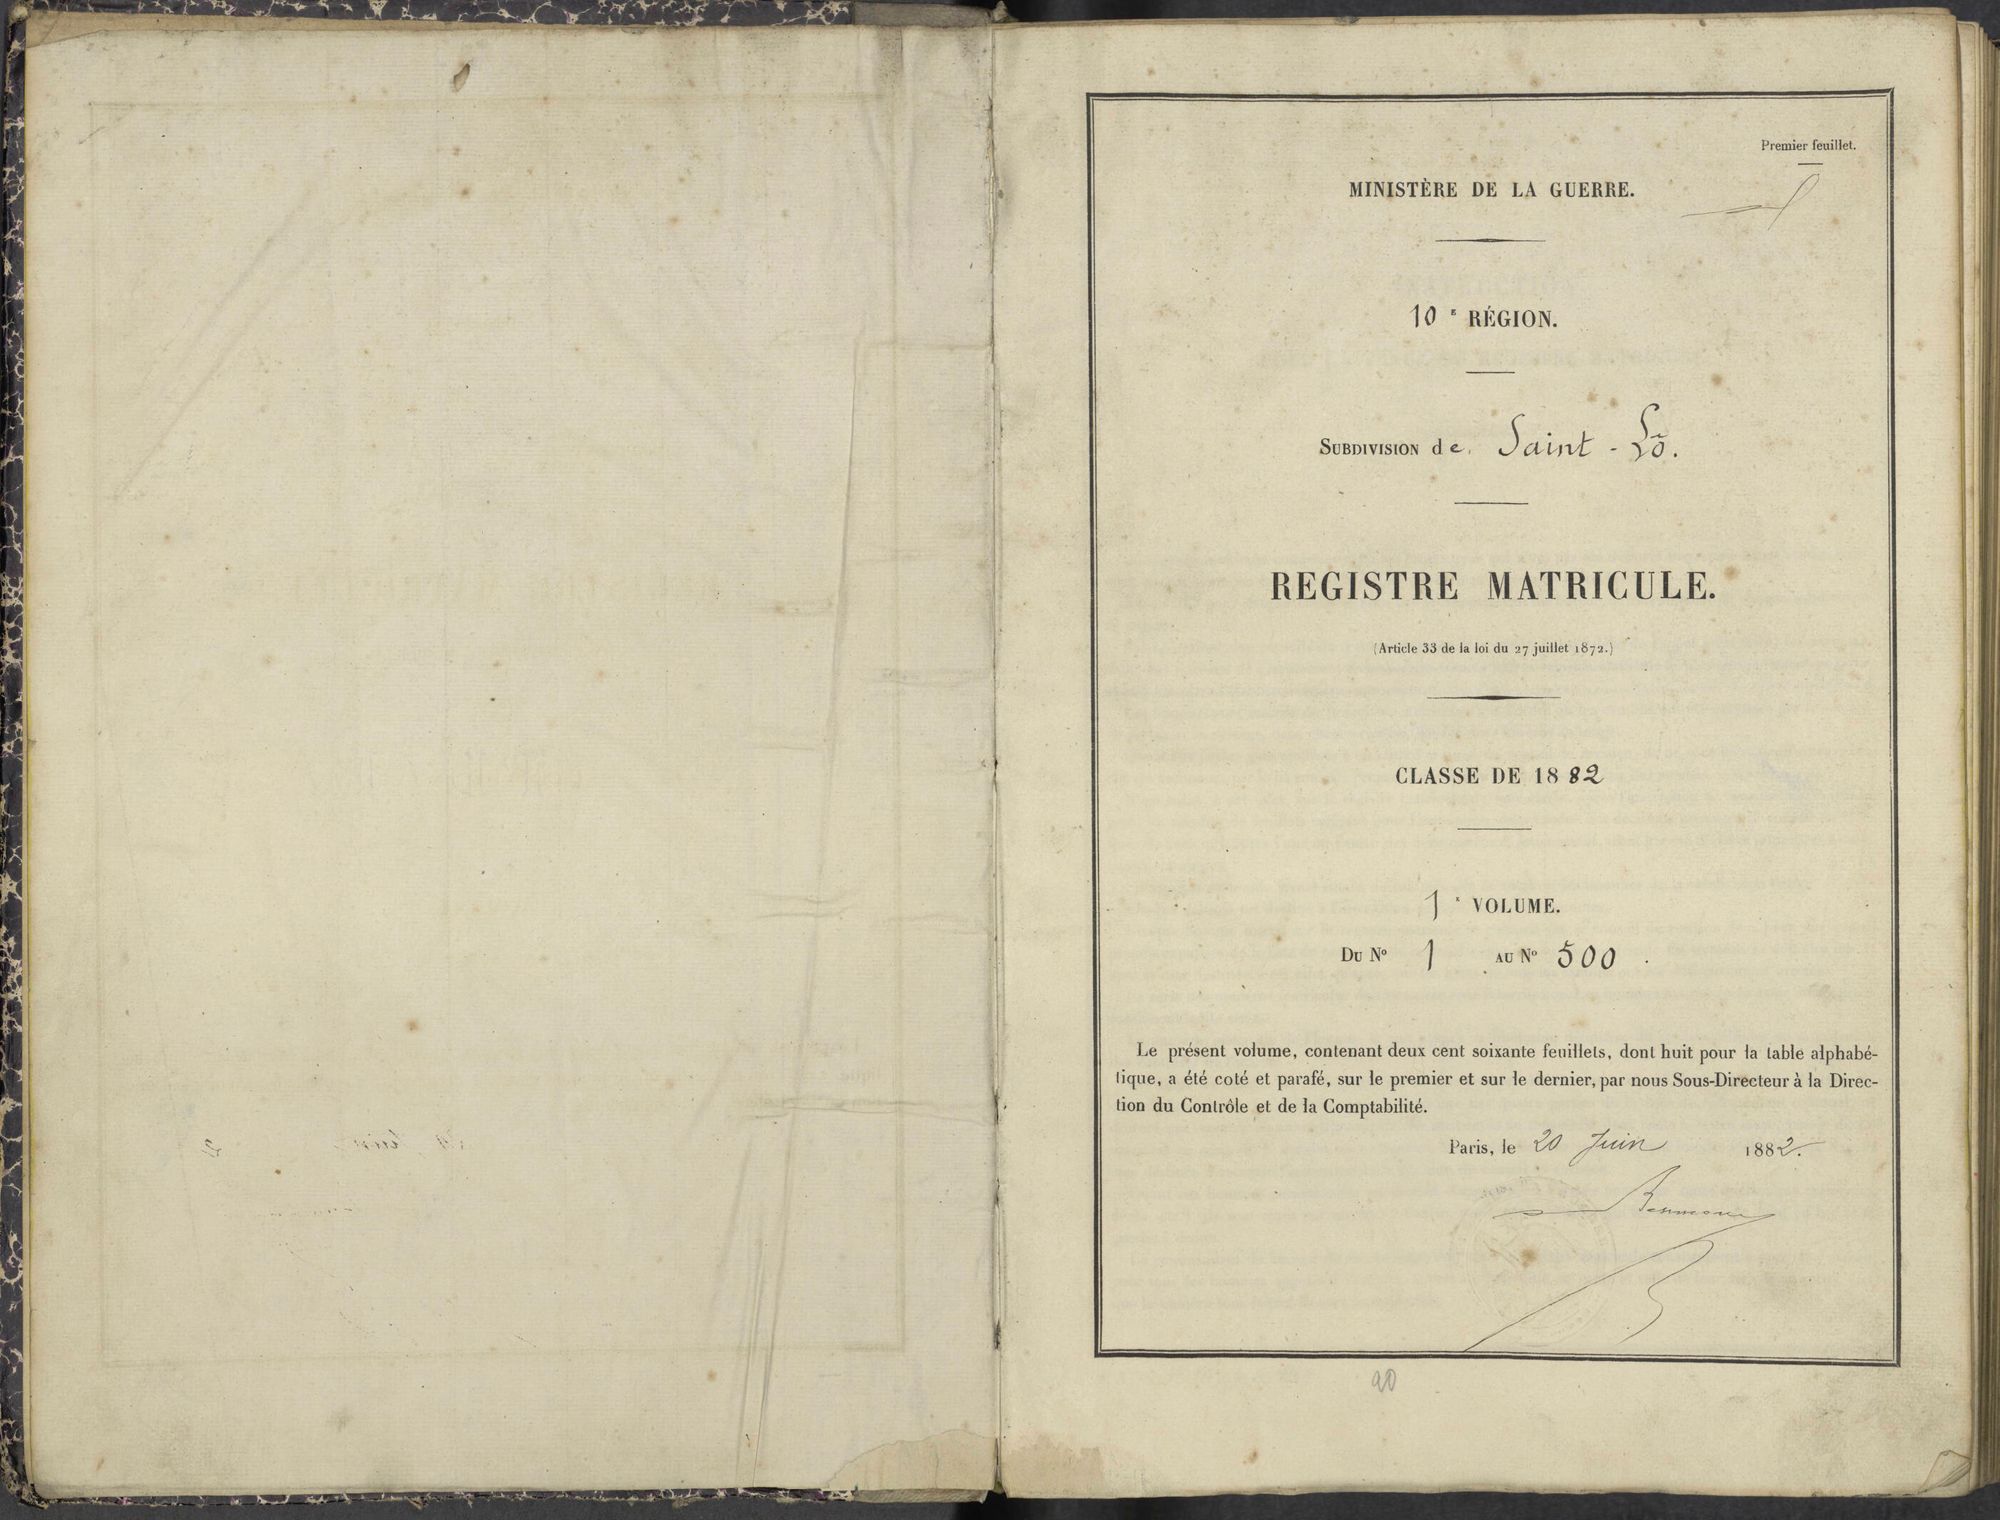 Premier feuillet.
MINISTÈRE DE LA GUERRE.
10ᴱ RÉGION.
SUBDIVISION de Saint-Lô.
REGISTRE MATRICULE.
(Article 33 de la loi du 27 juillet 1872.)
CLASSE DE 1882
1ᴱ VOLUME.
DU Nº 1 AU Nº 500.
Le présent volume, contenant deux cent soixante feuillets, dont huit pour la table alphabé-
tique, a été coté et parafé, sur le premier et sur le dernier, par nous Sous-Directeur à la Direc-
tion du Contrôle et de la Comptabilité.
Paris, le 20 Juin 1882.
20